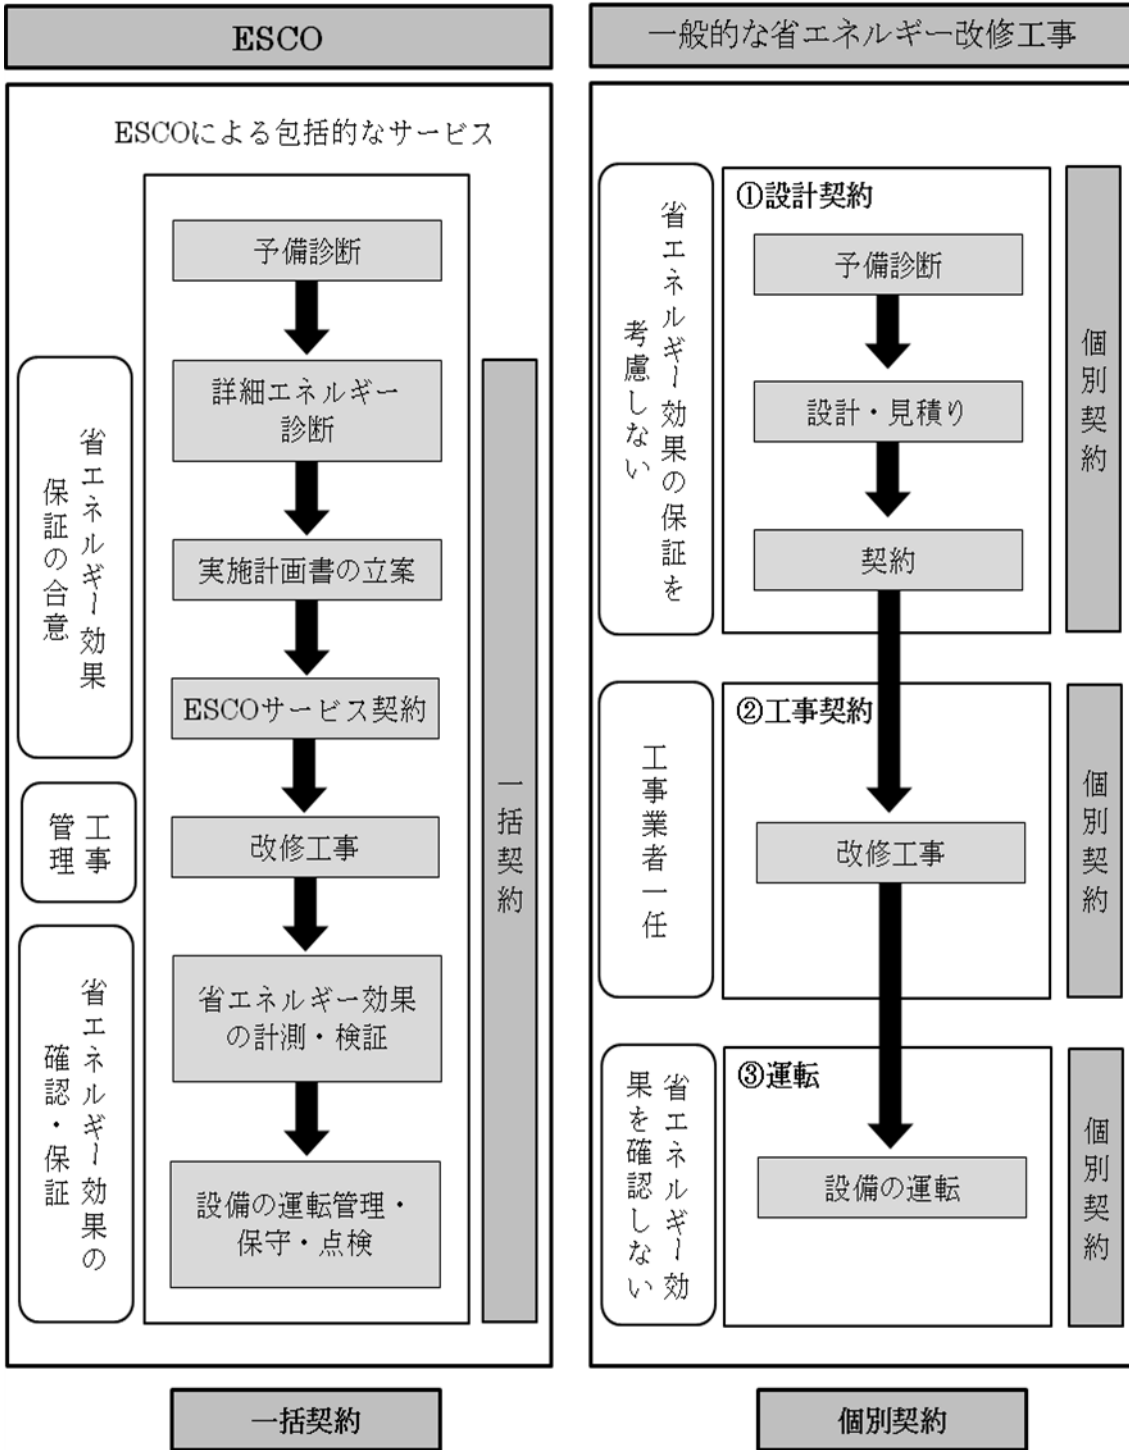 ESCO
ESCOによる包括的なサービス
予備診断
詳細エネルギー
診断
実施計画書の立案
ESCOサービス契約
改修工事
省エネルギー効果
の計測・検証
設備の運転管理・
保守・点検
省エネルギー効果
保証の合意
工事
管理
省エネルギー効果の
確認・保証
一括契約
一括契約
一般的な省エネルギー改修工事
①設計契約
予備診断
設計・見積り
契約
省エネルギー効果の保証を
考慮しない
個別契約
②工事契約
改修工事
工事業者一任
個別契約
③運転
設備の運転
省エネルギー効
果を確認しない
個別契約
個別契約